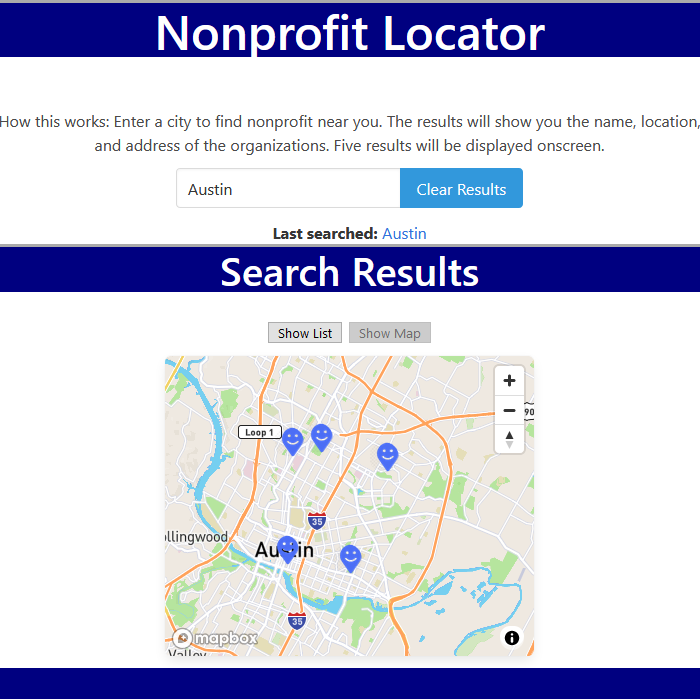 Nonprofit Locator
How this works: Enter a city to find nonprofit near you. The results will show you the name, location,
and address of the organizations. Five results will be displayed onscreen.
Austin
Clear Results
Last searched: Austin
Search Results
Show List
Show Map
90
Loop 1
35
ollingwood
Austin
35
mapbox
Valley